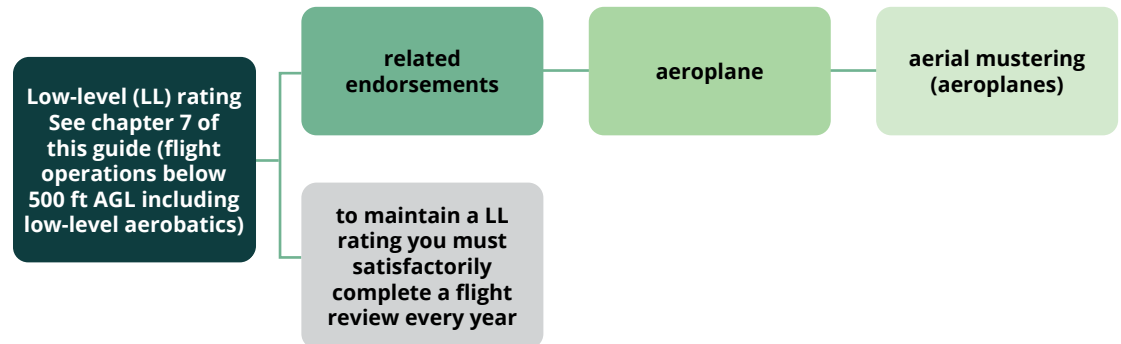 Low-level (LL) rating
See chapter 7 of
this guide (flight
operations below
500 ft AGL including
low-level aerobatics)
related
endorsements
aeroplane
aerial mustering
(aeroplanes)
to maintain a LL
rating you must
satisfactorily
complete a flight
review every year